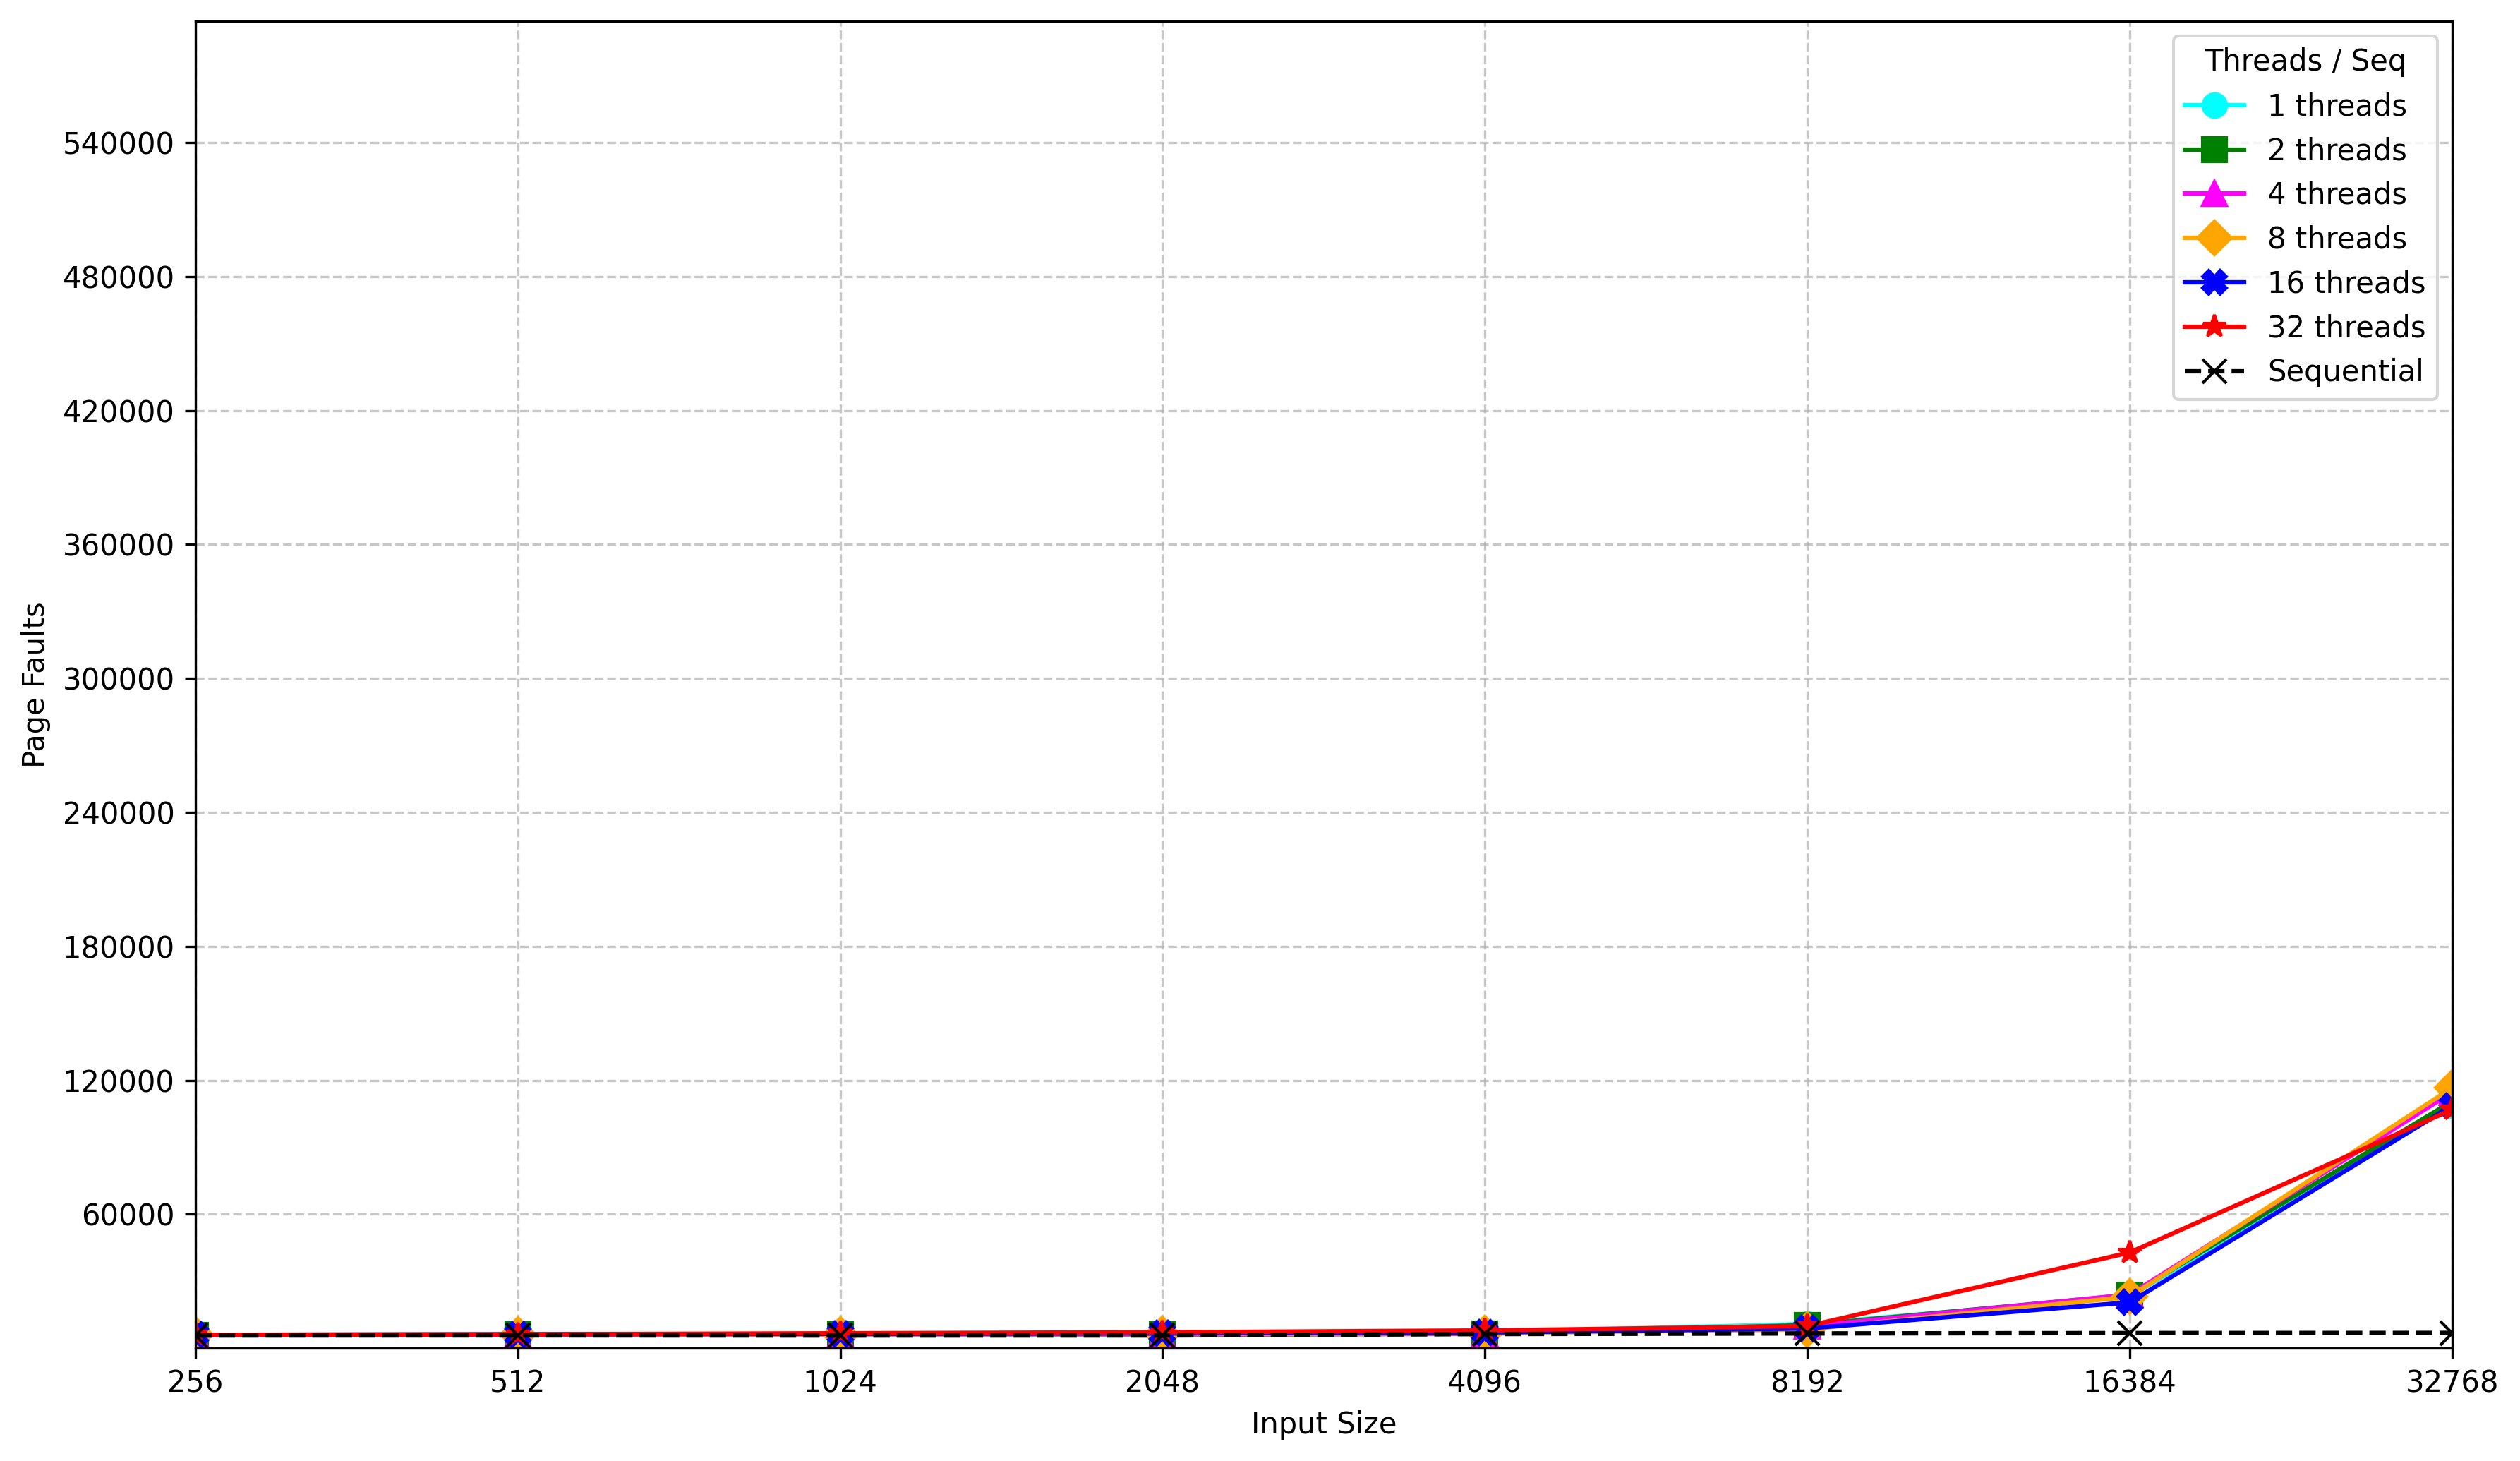 Threads / Seq
1 threads
2 threads
4 threads
8 threads
16 threads
32 threads
Sequential
540000
480000
420000
360000
300000
240000
180000
120000
60000
Page Faults
256 512 1024 2048 4096 8192 16384 32768
Input Size